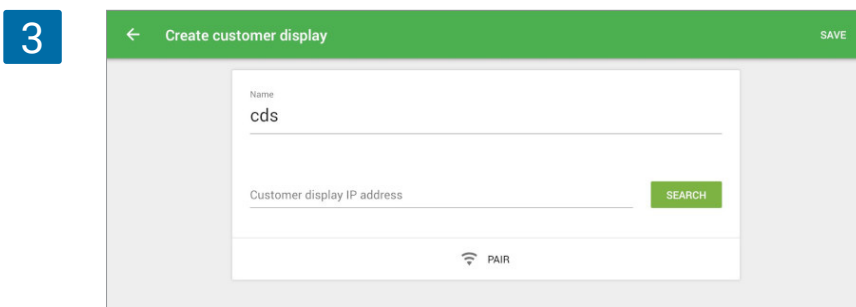 3
Create customer display
SAVE
Name
cds
Customer display IP address
SEARCH
PAIR